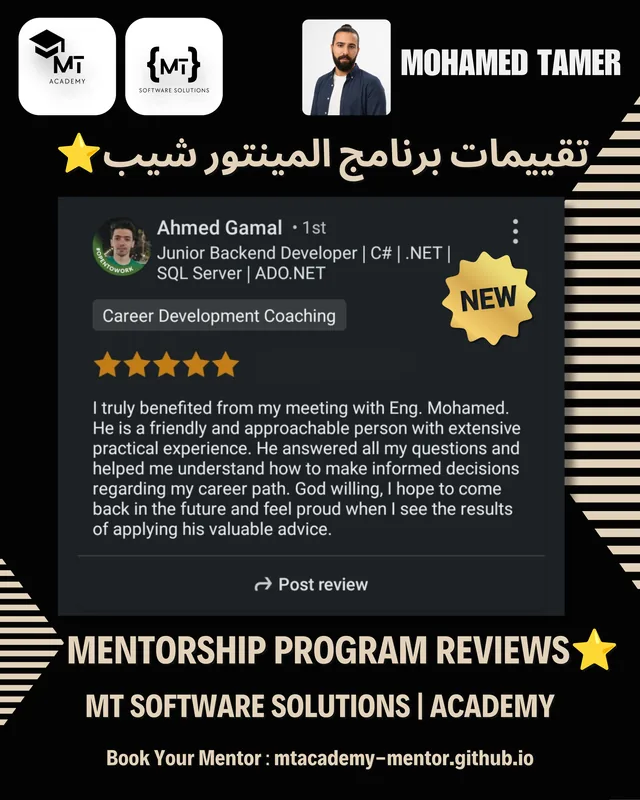 MT
ACADEMY
{MT}
SOFTWARE SOLUTIONS
MOHAMED TAMER
تقييمات برنامج المينتور شيب⭐
Ahmed Gamal • 1st
Junior Backend Developer | C# | .NET |
SQL Server | ADO.NET
#OPENTOWORK
NEW
Career Development Coaching
I truly benefited from my meeting with Eng. Mohamed.
He is a friendly and approachable person with extensive
practical experience. He answered all my questions and
helped me understand how to make informed decisions
regarding my career path. God willing, I hope to come
back in the future and feel proud when I see the results
of applying his valuable advice.
Post review
MENTORSHIP PROGRAM REVIEWS⭐
MT SOFTWARE SOLUTIONS | ACADEMY
Book Your Mentor : mtacademy-mentor.github.io